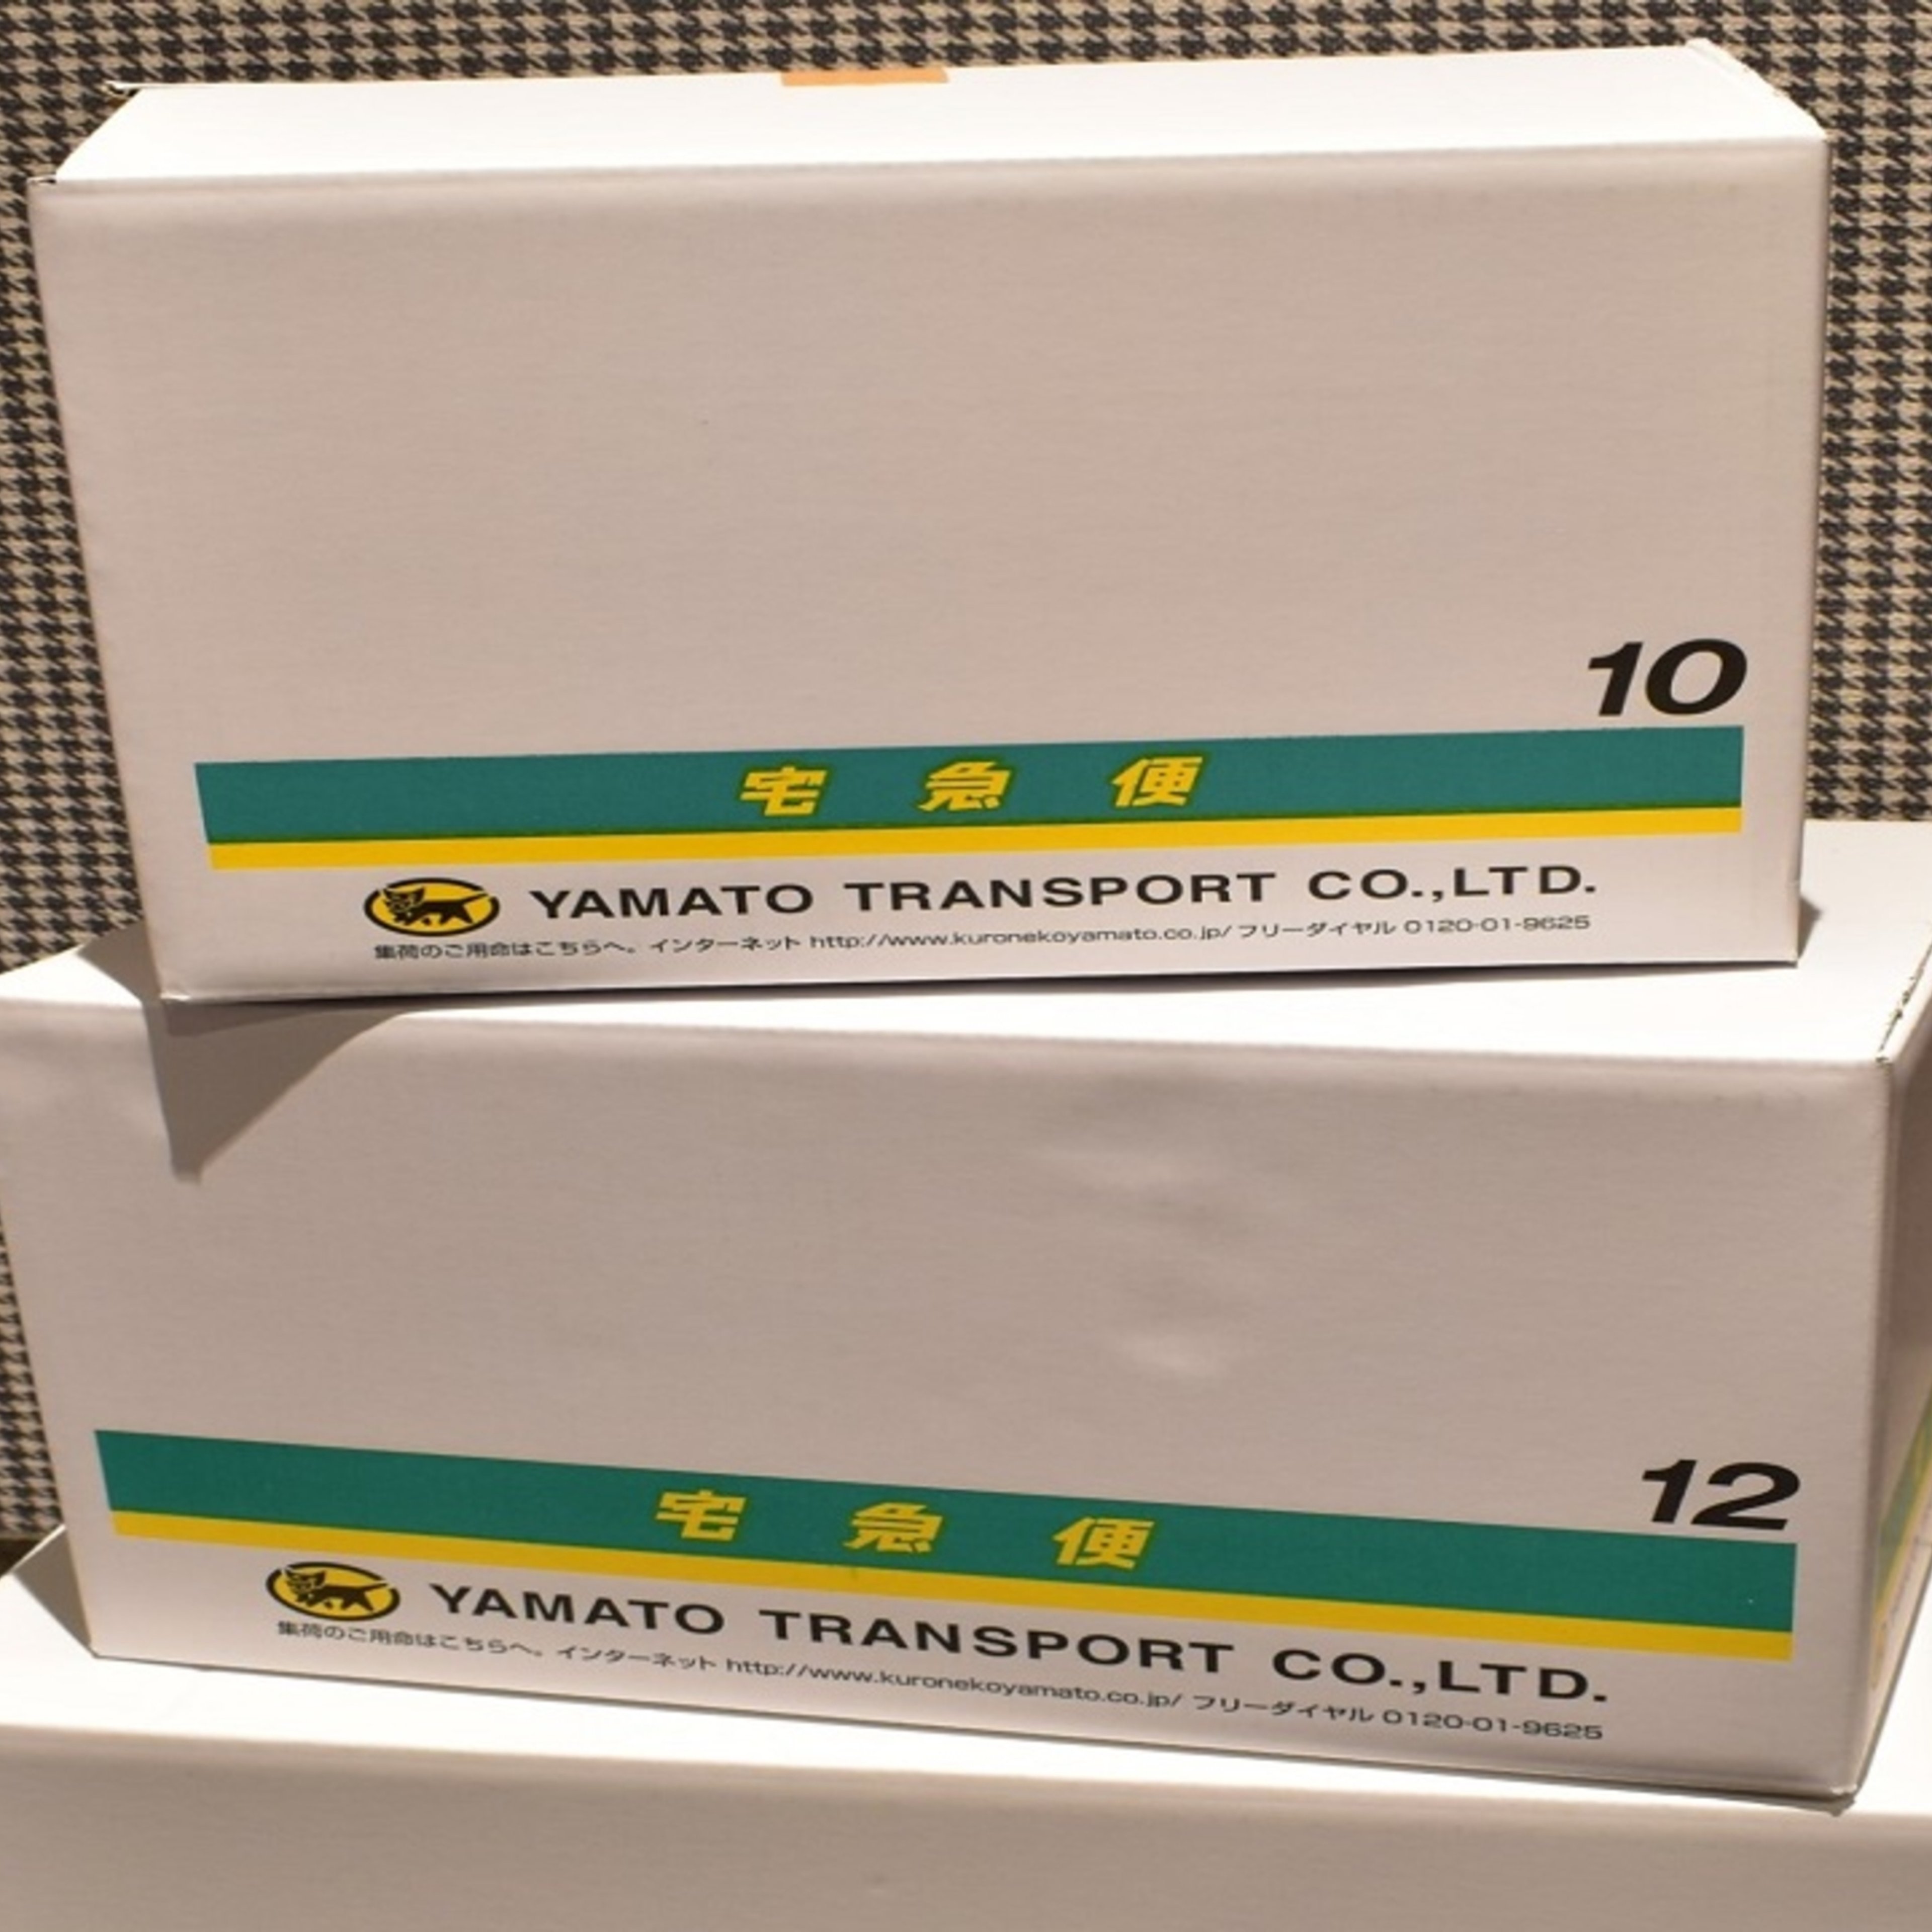 10
宅急便
YAMATO TRANSPORT CO.,LTD.
集荷のご用命はこちらへ。インターネット http://www.kuronekoyamato.co.jp/ フリーダイヤル 0120-01-9625
12
宅急便
YAMATO TRANSPORT CO.,LTD.
集荷のご用命はこちらへ。インターネット http://www.kuronekoyamato.co.jp/ フリーダイヤル 0120-01-9625